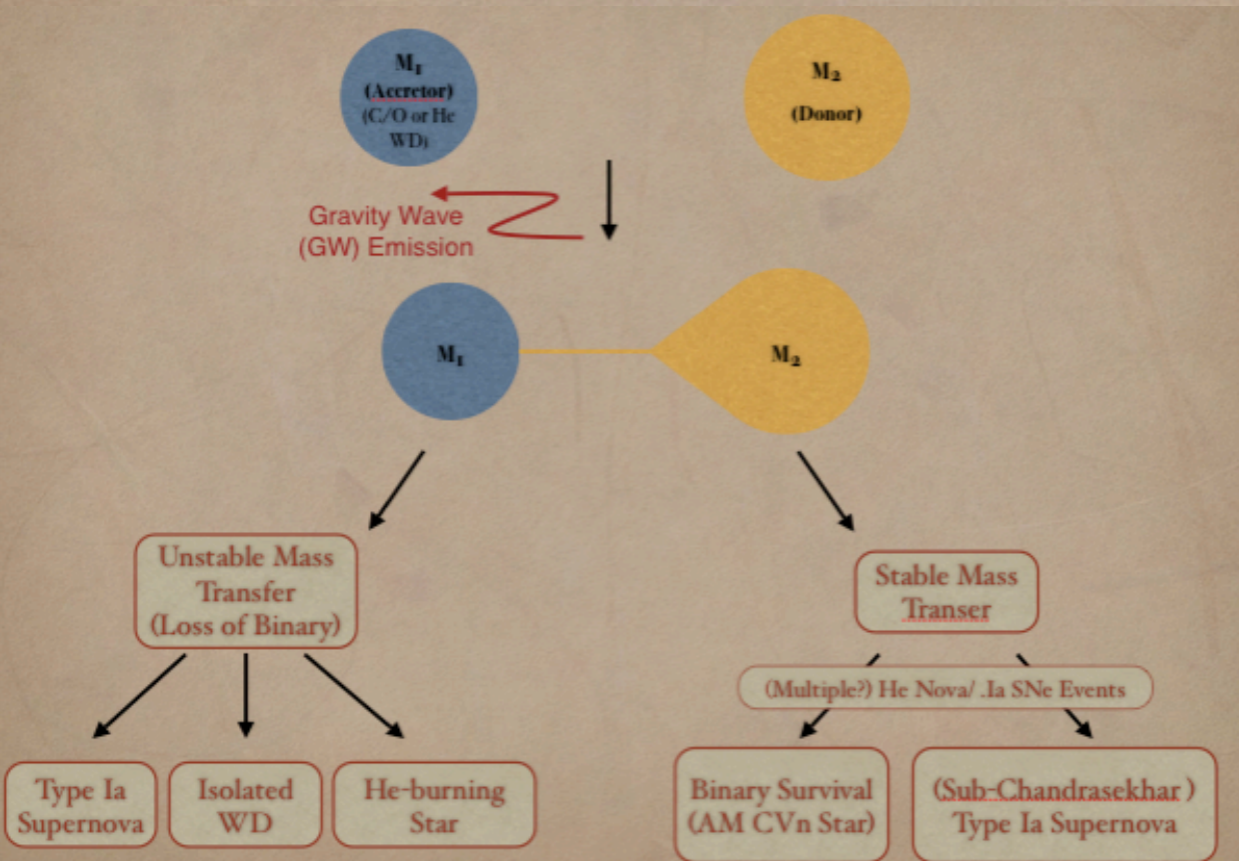 M1
(Accretor)
(C/O or He
WD)
M2
(Donor)
Gravity Wave
(GW) Emission
M1
M2
Unstable Mass
Transfer
(Loss of Binary)
Stable Mass
Transer
(Multiple?) He Nova/ .Ia SNe Events
Type Ia
Supernova
Isolated
WD
He-burning
Star
Binary Survival
(AM CVn Star)
(Sub-Chandrasekhar )
Type Ia Supernova